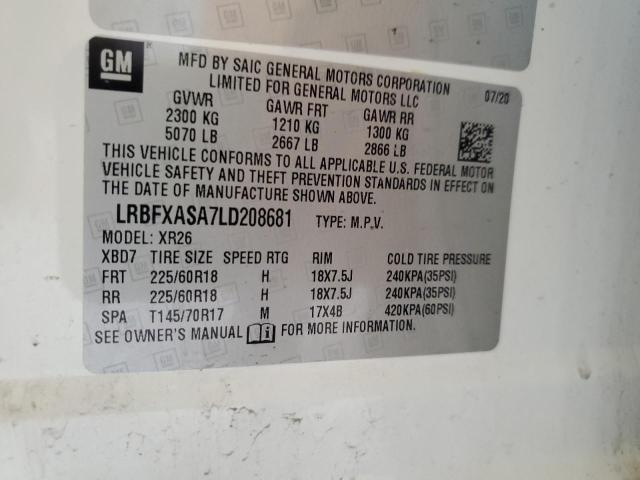 GM
MFD BY SAIC GENERAL MOTORS CORPORATION
LIMITED FOR GENERAL MOTORS LLC 07/20
GVWR GAWR FRT GAWR RR
2300 KG 1210 KG 1300 KG
5070 LB 2667 LB 2866 LB
THIS VEHICLE CONFORMS TO ALL APPLICABLE U.S. FEDERAL MOTOR
VEHICLE SAFETY AND THEFT PREVENTION STANDARDS IN EFFECT ON
THE DATE OF MANUFACTURE SHOWN ABOVE.
LRBFXASA7LD208681 TYPE: M.P.V.
MODEL: XR26
XBD7 TIRE SIZE SPEED RTG RIM COLD TIRE PRESSURE
FRT 225/60R18 H 18X7.5J 240KPA(35PSI)
RR 225/60R18 H 18X7.5J 240KPA(35PSI)
SPA T145/70R17 M 17X4B 420KPA(60PSI)
SEE OWNER'S MANUAL FOR MORE INFORMATION.